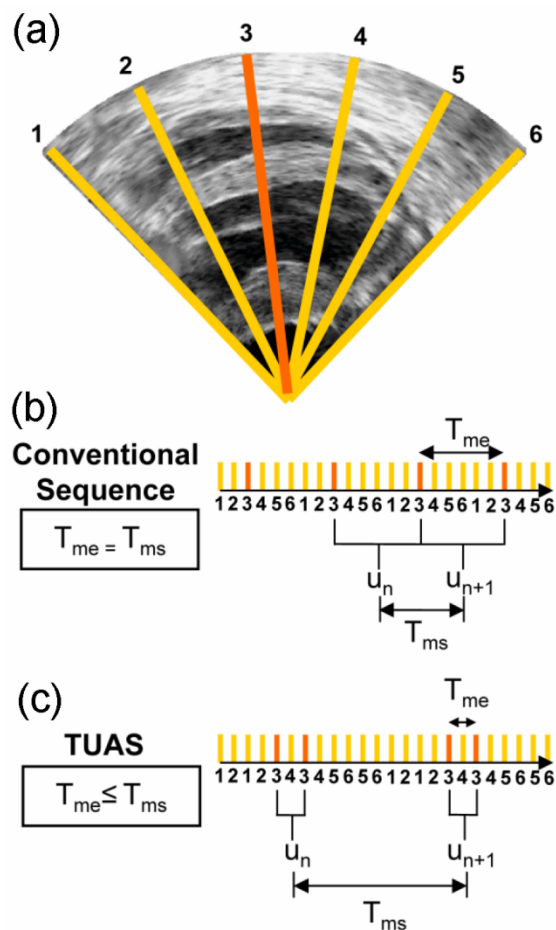 (a)
1
2
3
4
5
6
(b)
Conventional
Sequence
T_me = T_ms
T_me
1 2 3 4 5 6 1 2 3 4 5 6 1 2 3 4 5 6 1 2 3 4 5 6
u_n u_n+1
T_ms
(c)
TUAS
T_me ≤ T_ms
T_me
1 2 1 2 3 4 3 4 5 6 5 6 1 2 1 2 3 4 3 4 5 6 5 6
u_n u_n+1
T_ms